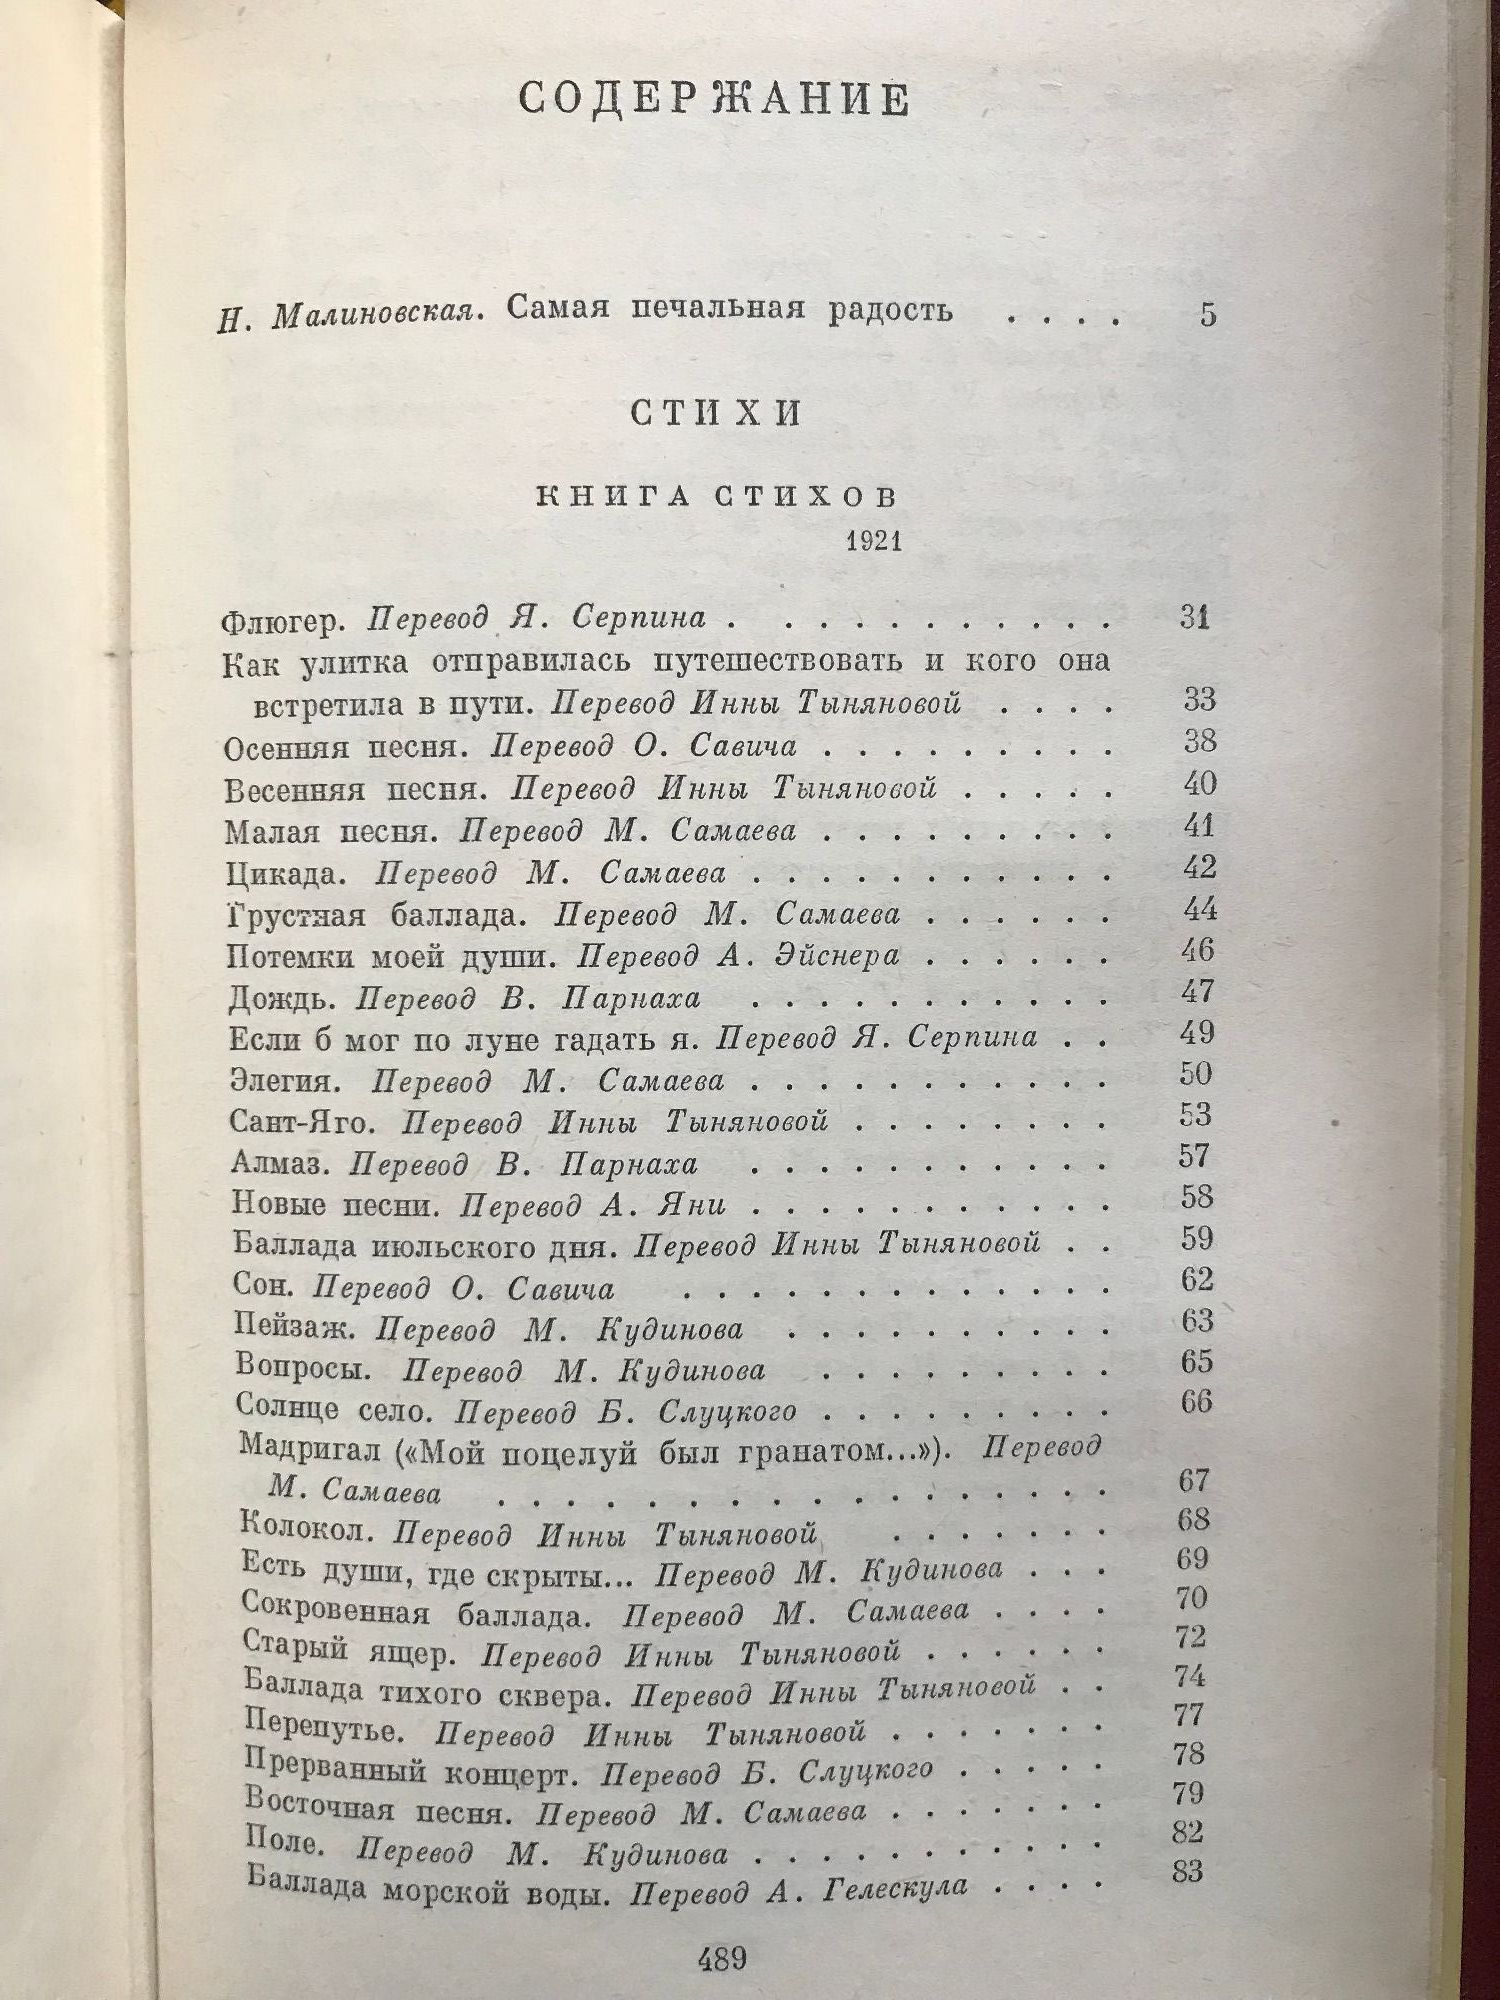 СОДЕРЖАНИЕ
Н. Малиновская. Самая печальная радость . . . . 5
СТИХИ
КНИГА СТИХОВ
1921
Флюгер. Перевод Я. Серпина . . . . . . . . . . . 31
Как улитка отправилась путешествовать и кого она
встретила в пути. Перевод Инны Тыняновой . . . . 33
Осенняя песня. Перевод О. Савича . . . . . . . . . 38
Весенняя песня. Перевод Инны Тыняновой . . . . . 40
Малая песня. Перевод М. Самаева . . . . . . . . . 41
Цикада. Перевод М. Самаева . . . . . . . . . . . 42
Грустная баллада. Перевод М. Самаева . . . . . . 44
Потемки моей души. Перевод А. Эйснера . . . . . . 46
Дождь. Перевод В. Парнаха . . . . . . . . . . . 47
Если б мог по луне гадать я. Перевод Я. Серпина . . 49
Элегия. Перевод М. Самаева . . . . . . . . . . . 50
Сант-Яго. Перевод Инны Тыняновой . . . . . . . . 53
Алмаз. Перевод В. Парнаха . . . . . . . . . . . 57
Новые песни. Перевод А. Яни . . . . . . . . . . . 58
Баллада июльского дня. Перевод Инны Тыняновой . . 59
Сон. Перевод О. Савича . . . . . . . . . . . . . 62
Пейзаж. Перевод М. Кудинова . . . . . . . . . . 63
Вопросы. Перевод М. Кудинова . . . . . . . . . 65
Солнце село. Перевод Б. Слуцкого . . . . . . . . . 66
Мадригал («Мой поцелуй был гранатом...»). Перевод
М. Самаева . . . . . . . . . . . . . . . . . 67
Колокол. Перевод Инны Тыняновой . . . . . . . 68
Есть души, где скрыты... Перевод М. Кудинова . . . 69
Сокровенная баллада. Перевод М. Самаева . . . . 70
Старый ящер. Перевод Инны Тыняновой . . . . . . 72
Баллада тихого сквера. Перевод Инны Тыняновой . . 74
Перепутье. Перевод Инны Тыняновой . . . . . . . 77
Прерванный концерт. Перевод Б. Слуцкого . . . . . 78
Восточная песня. Перевод М. Самаева . . . . . . . 79
Поле. Перевод М. Кудинова . . . . . . . . . . . 82
Баллада морской воды. Перевод А. Гелескула . . . . 83
489